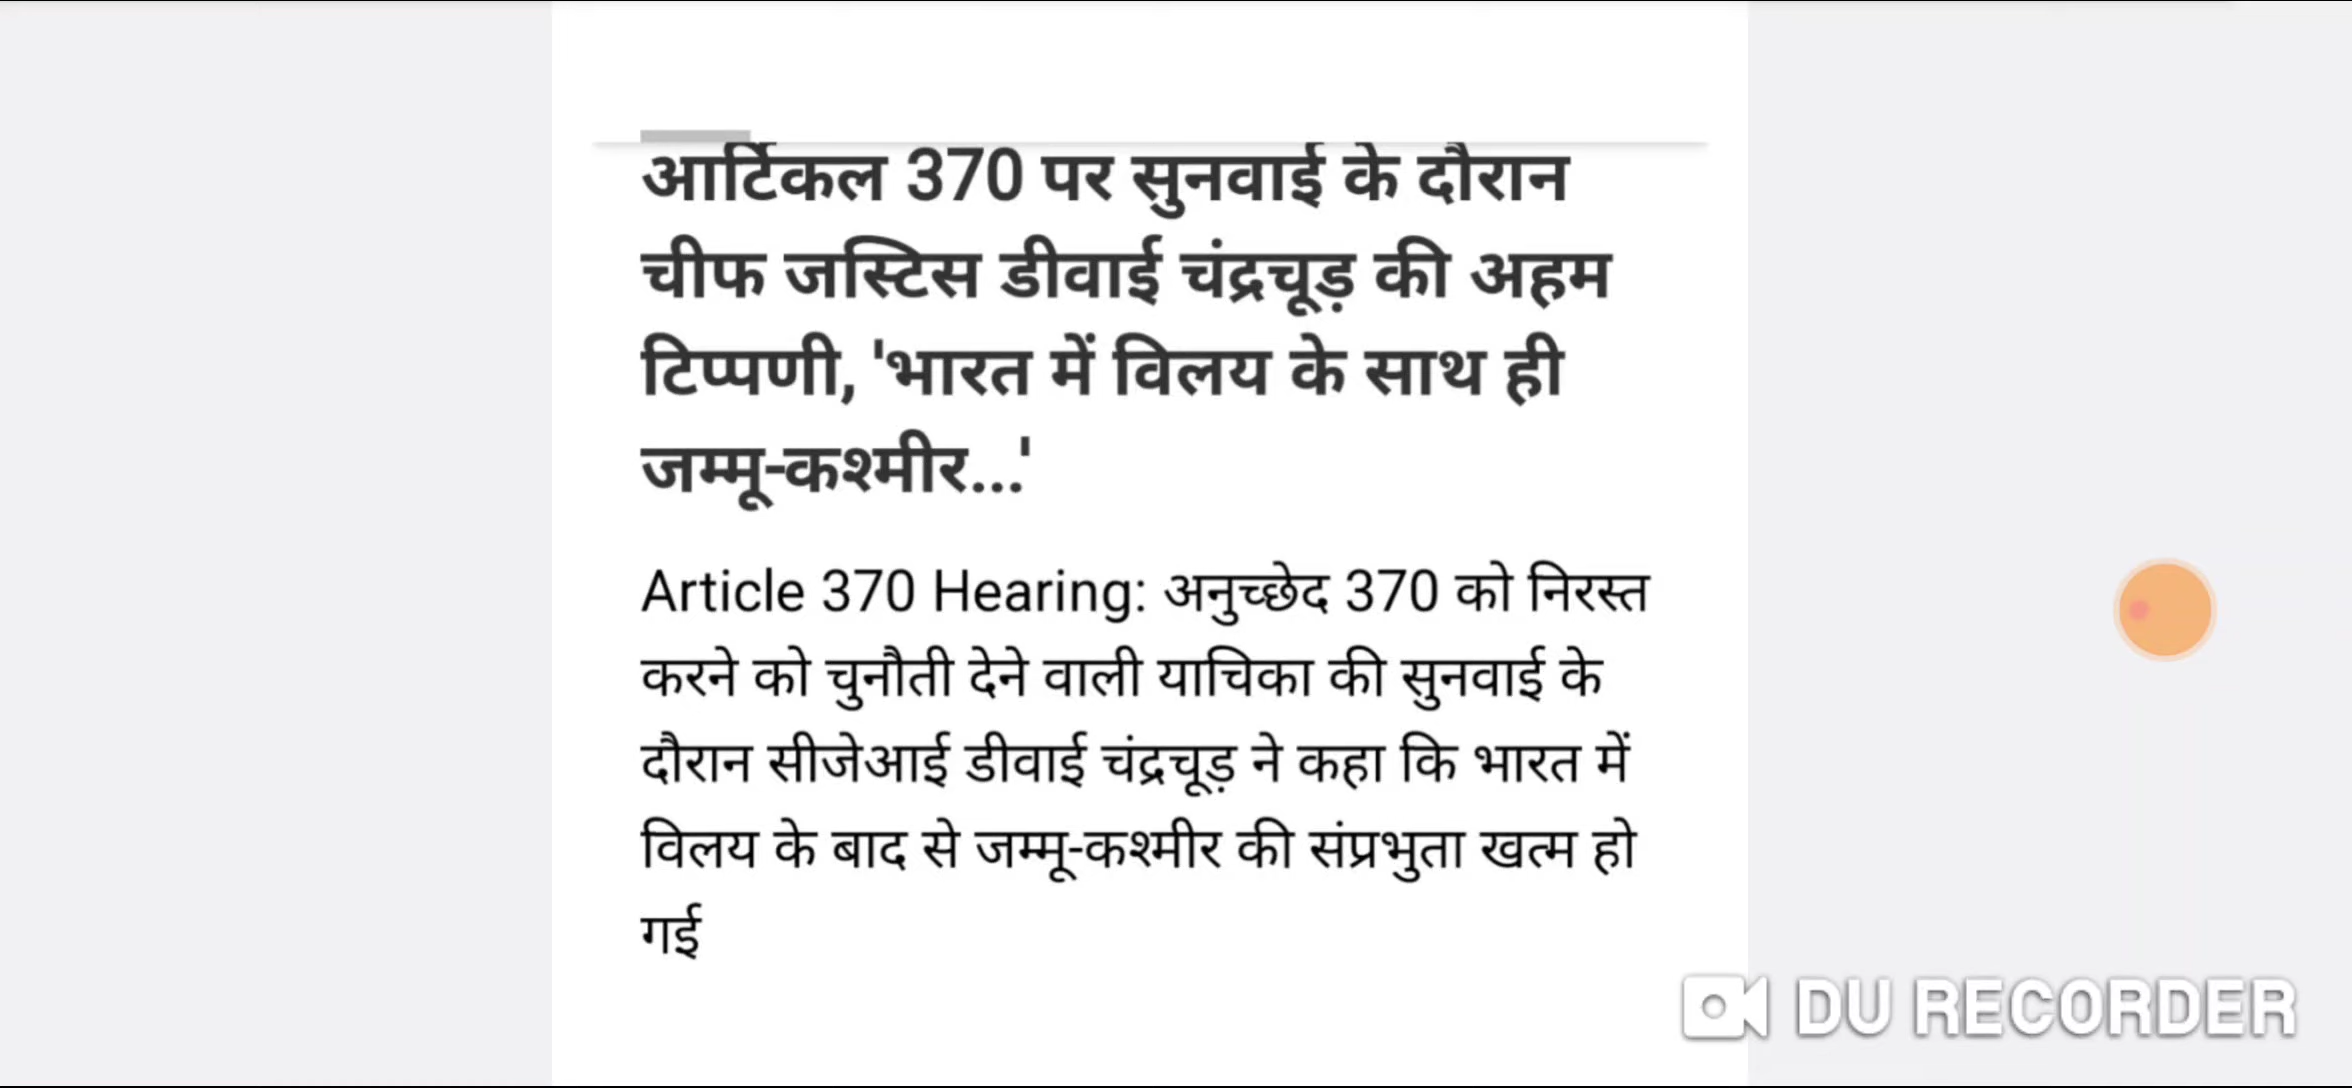 आर्टिकल 370 पर सुनवाई के दौरान
चीफ जस्टिस डीवाई चंद्रचूड़ की अहम
टिप्पणी, 'भारत में विलय के साथ ही
जम्मू-कश्मीर...'
Article 370 Hearing: अनुच्छेद 370 को निरस्त
करने को चुनौती देने वाली याचिका की सुनवाई के
दौरान सीजेआई डीवाई चंद्रचूड़ ने कहा कि भारत में
विलय के बाद से जम्मू-कश्मीर की संप्रभुता खत्म हो
गई
DU RECORDER